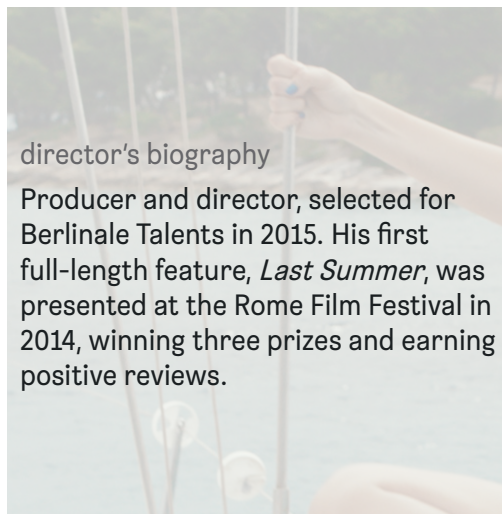 director's biography
Producer and director, selected for
Berlinale Talents in 2015. His first
full-length feature, Last Summer, was
presented at the Rome Film Festival in
2014, winning three prizes and earning
positive reviews.